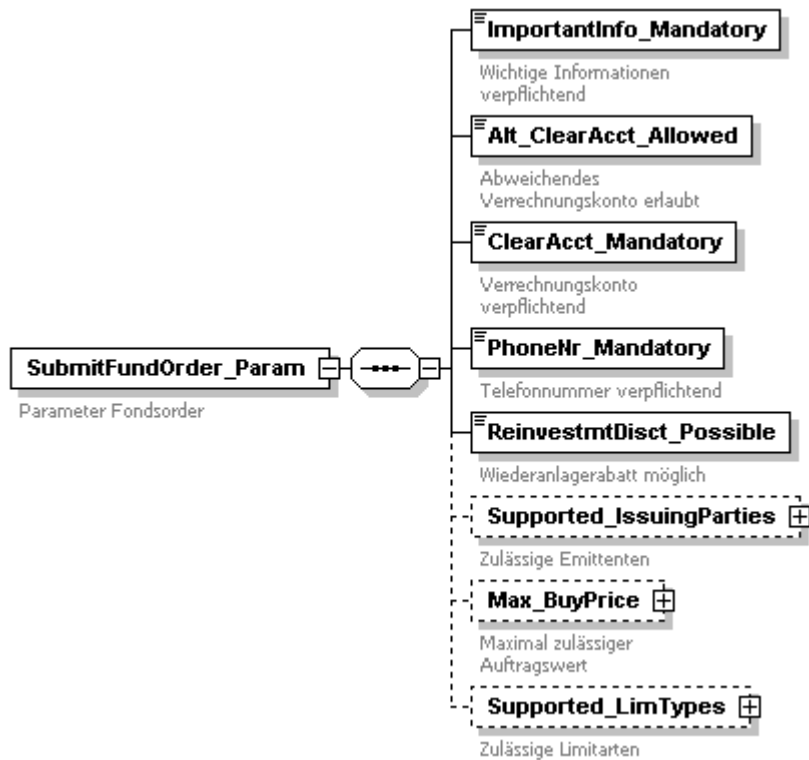 ImportantInfo_Mandatory
Wichtige Informationen
verpflichtend
Alt_ClearAcct_Allowed
Abweichendes
Verrechnungskonto erlaubt
ClearAcct_Mandatory
Verrechnungskonto
verpflichtend
SubmitFundOrder_Param
Parameter Fondsorder
PhoneNr_Mandatory
Telefonnummer verpflichtend
ReinvestmtDisct_Possible
Wiederanlagerabatt möglich
Supported_IssuingParties
Zulässige Emittenten
Max_BuyPrice
Maximal zulässiger
Auftragswert
Supported_LimTypes
Zulässige Limitarten